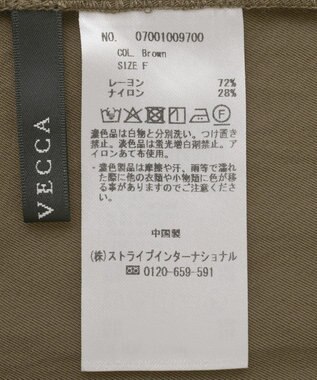 NO. 07001009700
COL. Brown
SIZE F
レーヨン 72%
ナイロン 28%
濃色品は白物と分別洗い。つけ置き
禁止。淡色品は蛍光増白剤禁止。ア
イロンあて布使用。
・濃色製品は摩擦や汗、雨等で濡れ
た際に他の衣類や小物類に色が移
る事がありますのでご注意くださ
い。
中国製
(株)ストライプインターナショナル
0120-659-591
VECCA